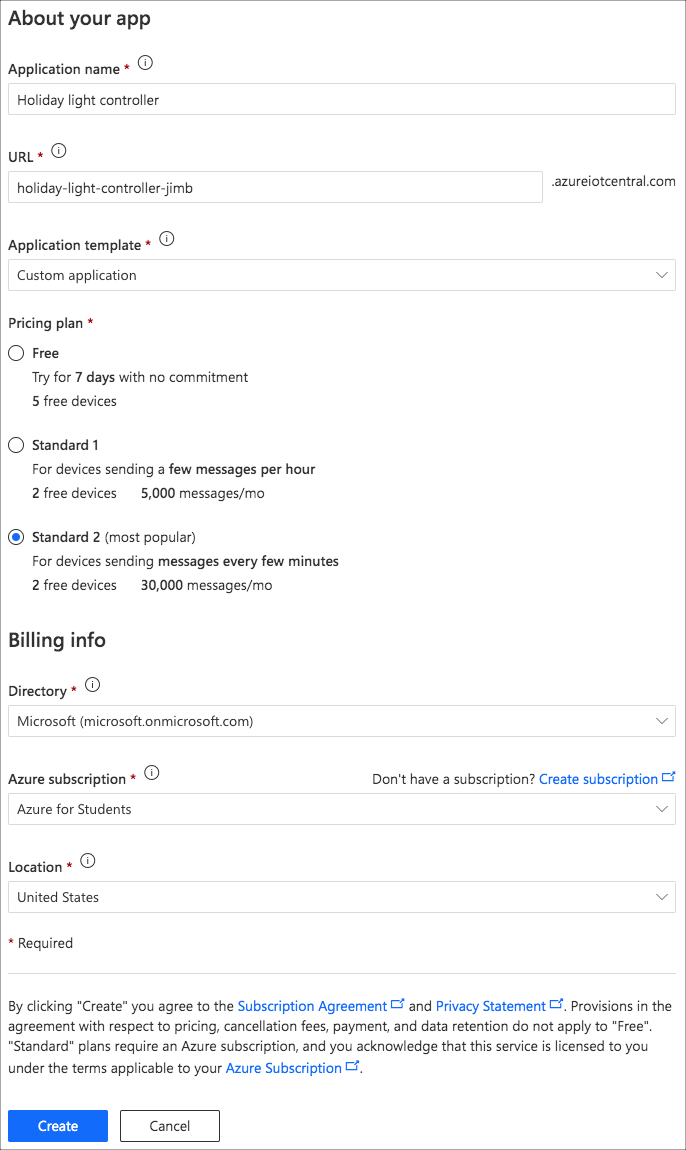 About your app
Application name *
Holiday light controller
URL *
holiday-light-controller-jimb
.azureiotcentral.com
Application template *
Custom application
Pricing plan *
Free
Try for 7 days with no commitment
5 free devices
Standard 1
For devices sending a few messages per hour
2 free devices 5,000 messages/mo
Standard 2 (most popular)
For devices sending messages every few minutes
2 free devices 30,000 messages/mo
Billing info
Directory *
Microsoft (microsoft.onmicrosoft.com)
Azure subscription *
Don't have a subscription? Create subscription
Azure for Students
Location *
United States
* Required
By clicking "Create" you agree to the Subscription Agreement and Privacy Statement. Provisions in the
agreement with respect to pricing, cancellation fees, payment, and data retention do not apply to "Free".
"Standard" plans require an Azure subscription, and you acknowledge that this service is licensed to you
under the terms applicable to your Azure Subscription.
Create Cancel